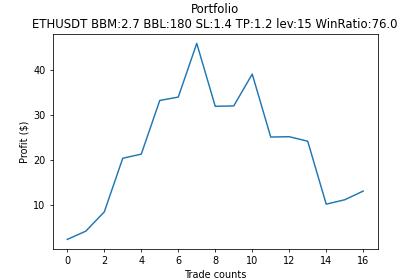 Portfolio
ETHUSDT BBM:2.7 BBL:180 SL:1.4 TP:1.2 lev:15 WinRatio:76.0
Profit ($)
40
30
20
10
0 2 4 6 8 10 12 14 16
Trade counts